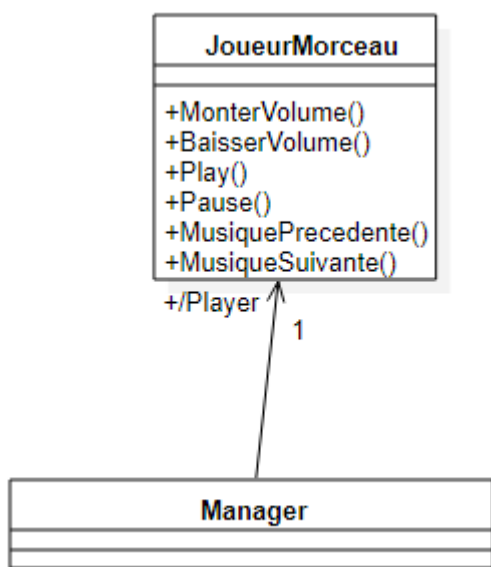 JoueurMorceau
+MonterVolume()
+BaisserVolume()
+Play()
+Pause()
+MusiquePrecedente()
+MusiqueSuivante()
+/Player
1
Manager